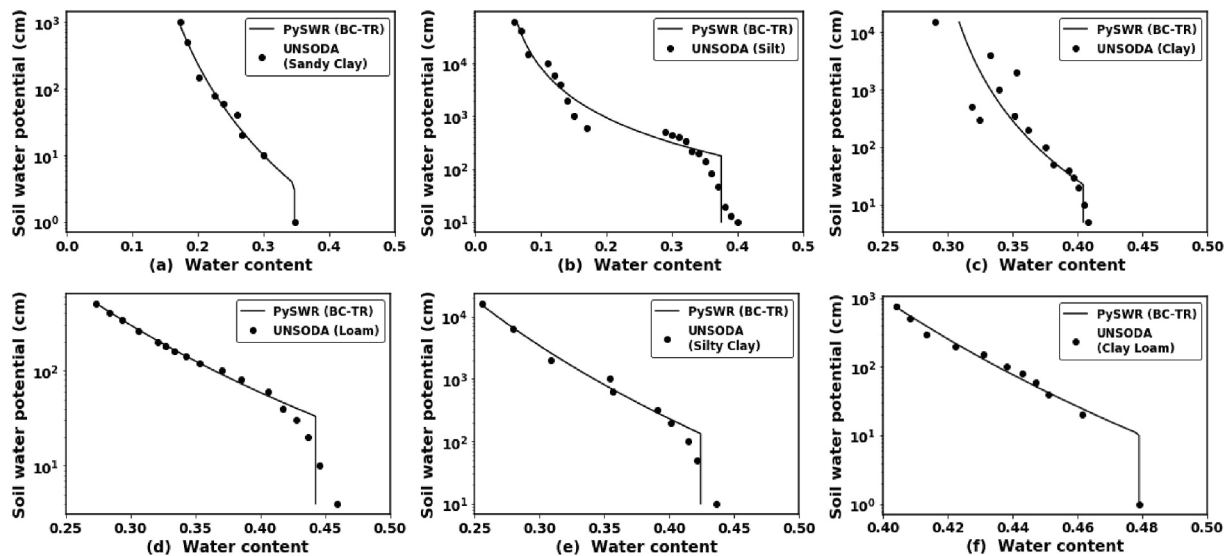 Soil water potential (cm)
10³
10²
10¹
10⁰
PySWR (BC-TR)
UNSODA
(Sandy Clay)
0.0 0.1 0.2 0.3 0.4 0.5
(a) Water content
Soil water potential (cm)
10⁴
10³
10²
10¹
PySWR (BC-TR)
UNSODA (Silt)
0.0 0.1 0.2 0.3 0.4 0.5
(b) Water content
Soil water potential (cm)
10⁴
10³
10²
10¹
PySWR (BC-TR)
UNSODA (Clay)
0.25 0.30 0.35 0.40 0.45 0.50
(c) Water content
Soil water potential (cm)
10²
10¹
PySWR (BC-TR)
UNSODA (Loam)
0.25 0.30 0.35 0.40 0.45 0.50
(d) Water content
Soil water potential (cm)
10⁴
10³
10²
10¹
PySWR (BC-TR)
UNSODA
(Silty Clay)
0.25 0.30 0.35 0.40 0.45 0.50
(e) Water content
Soil water potential (cm)
10³
10²
10¹
10⁰
PySWR (BC-TR)
UNSODA
(Clay Loam)
0.40 0.42 0.44 0.46 0.48 0.50
(f) Water content